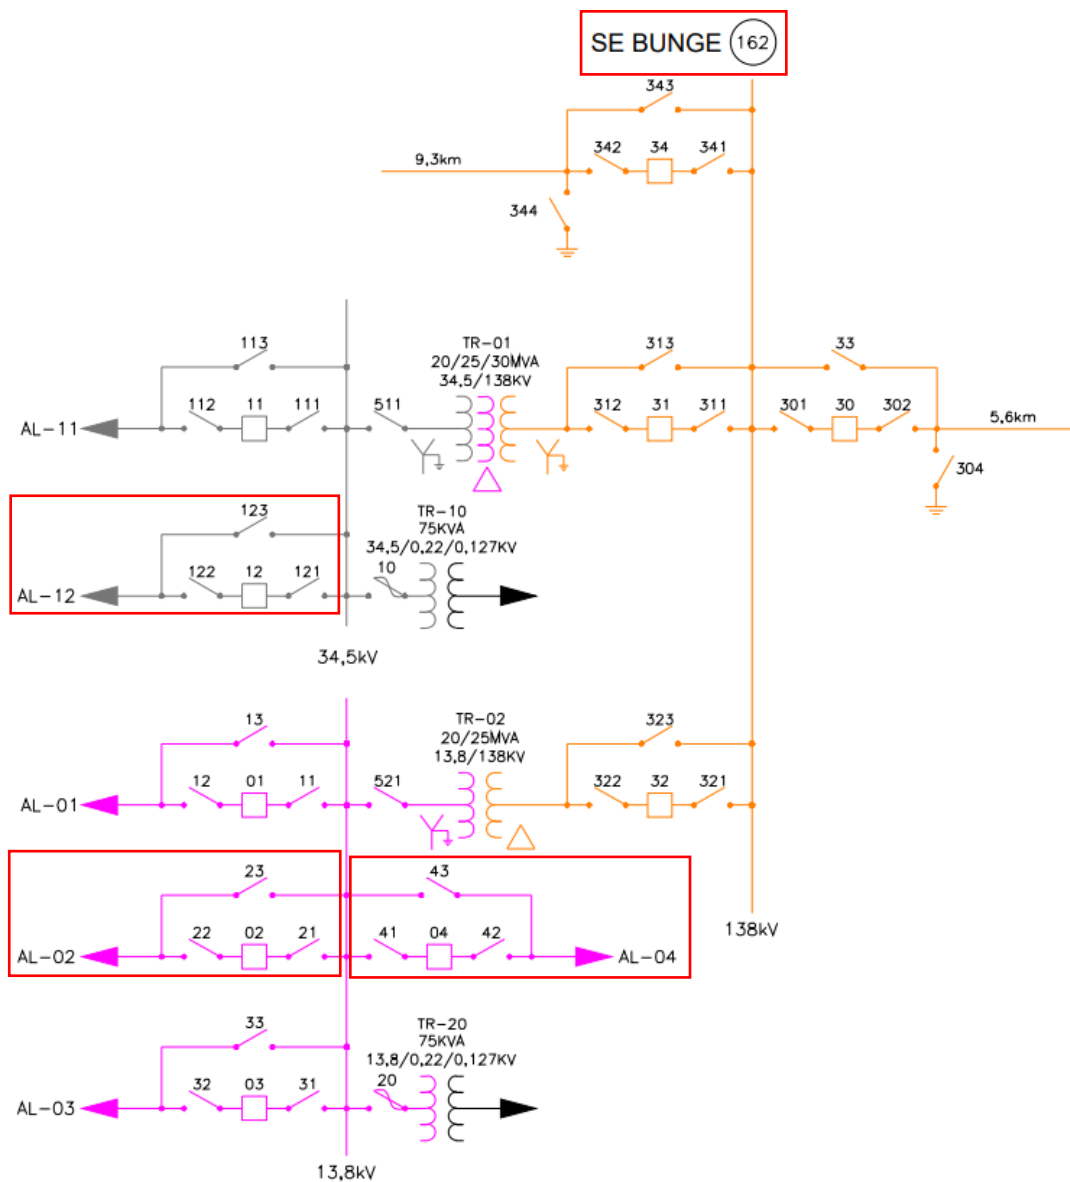 SE BUNGE 162
343
342 34 341
9,3km
344
113
TR-01
20/25/30MVA
34,5/138KV
313
33
112 11 111
511
312 31 311
301 30 302
5,6km
AL-11
304
123
TR-10
75KVA
34,5/0,22/0,127KV
122 12 121
10
AL-12
34,5kV
13
TR-02
20/25MVA
13,8/138KV
323
12 01 11
521
322 32 321
AL-01
23
43
22 02 21
41 04 42
138kV
AL-02
AL-04
33
TR-20
75KVA
13,8/0,22/0,127KV
32 03 31
20
AL-03
13,8kV